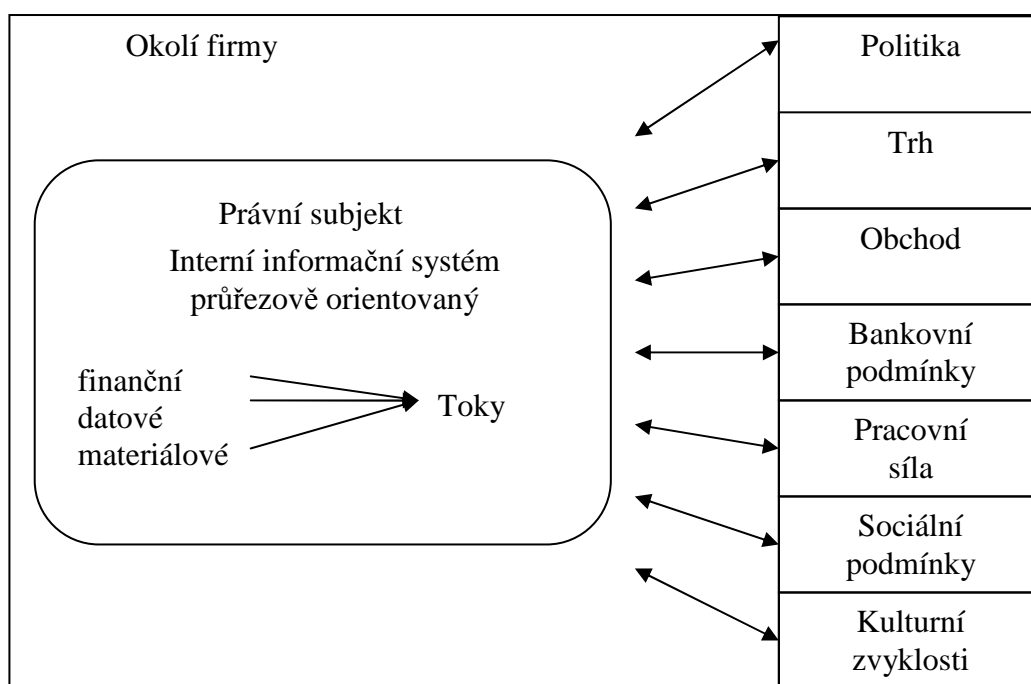 Okolí firmy
Právní subjekt
Interní informační systém
průřezově orientovaný
finanční
datové
materiálové
Toky
Politika
Trh
Obchod
Bankovní
podmínky
Pracovní
síla
Sociální
podmínky
Kulturní
zvyklosti